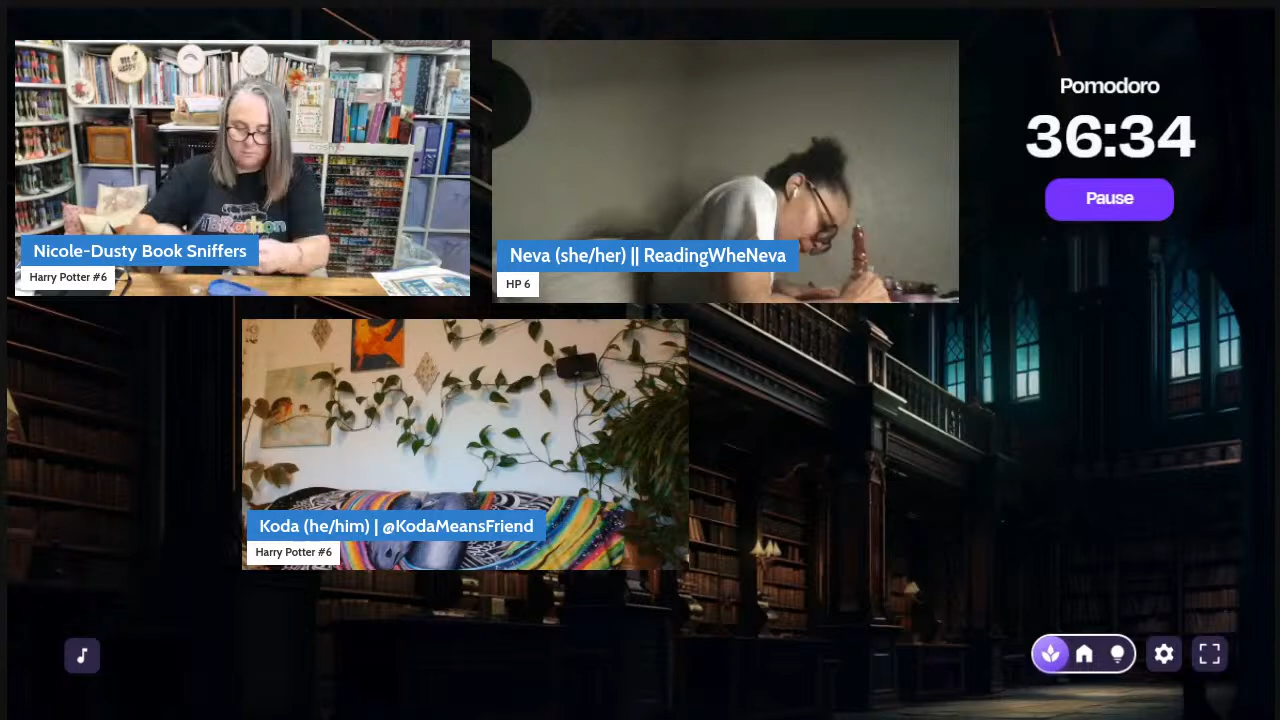 Pomodoro
36:34
Pause
Nicole-Dusty Book Sniffers
Harry Potter #6
Neva (she/her) || ReadingWheNeva
HP 6
Koda (he/him) | @KodaMeansFriend
Harry Potter #6